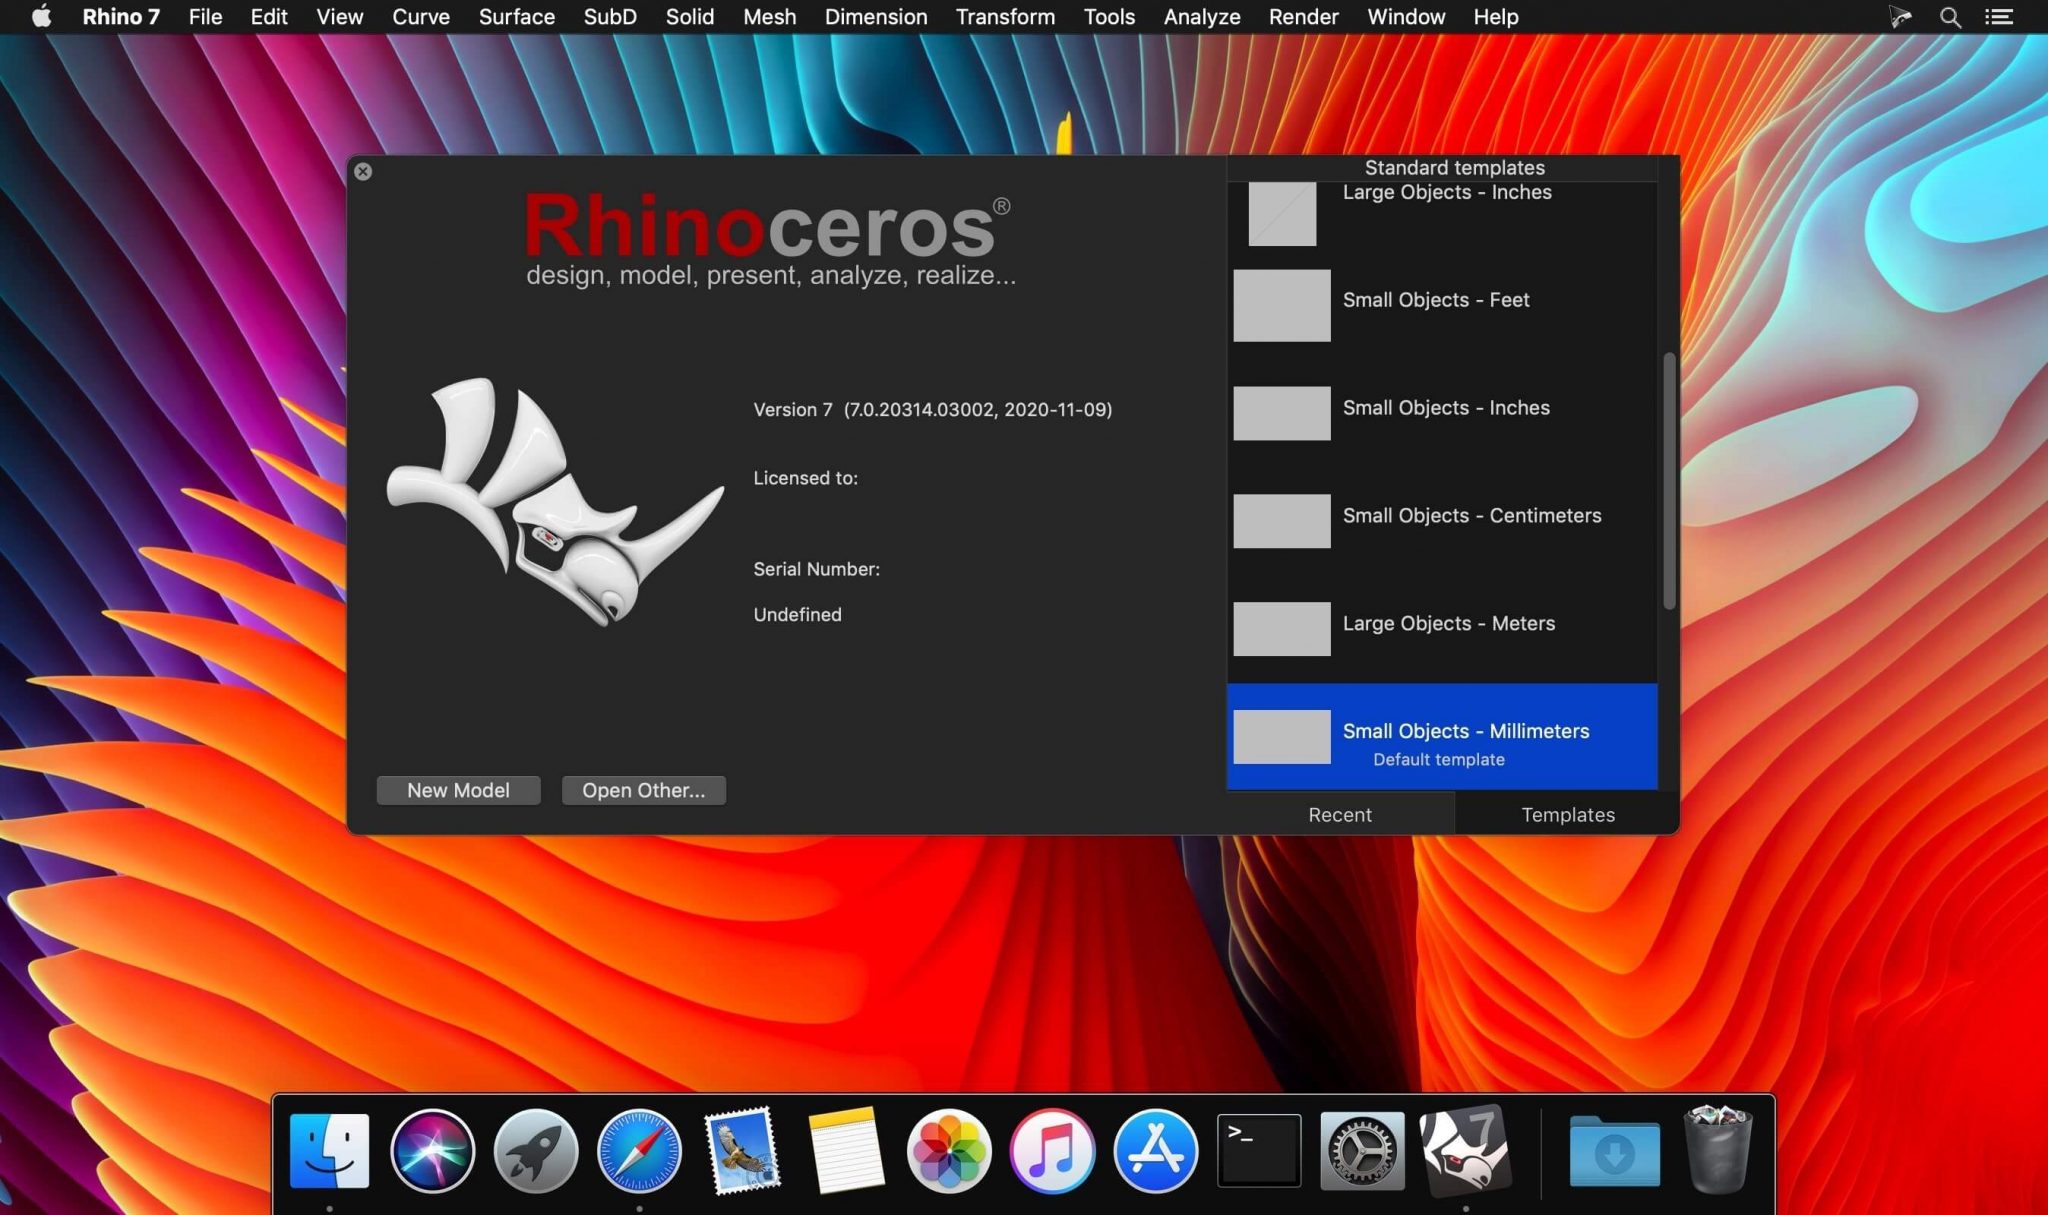 Rhino 7 File Edit View Curve Surface SubD Solid Mesh Dimension Transform Tools Analyze Render Window Help
Rhinoceros®
design, model, present, analyze, realize...
Version 7 (7.0.20314.03002, 2020-11-09)
Licensed to:
Serial Number:
Undefined
New Model
Open Other...
Standard templates
Large Objects - Inches
Small Objects - Feet
Small Objects - Inches
Small Objects - Centimeters
Large Objects - Meters
Small Objects - Millimeters
Default template
Recent
Templates
>_
7